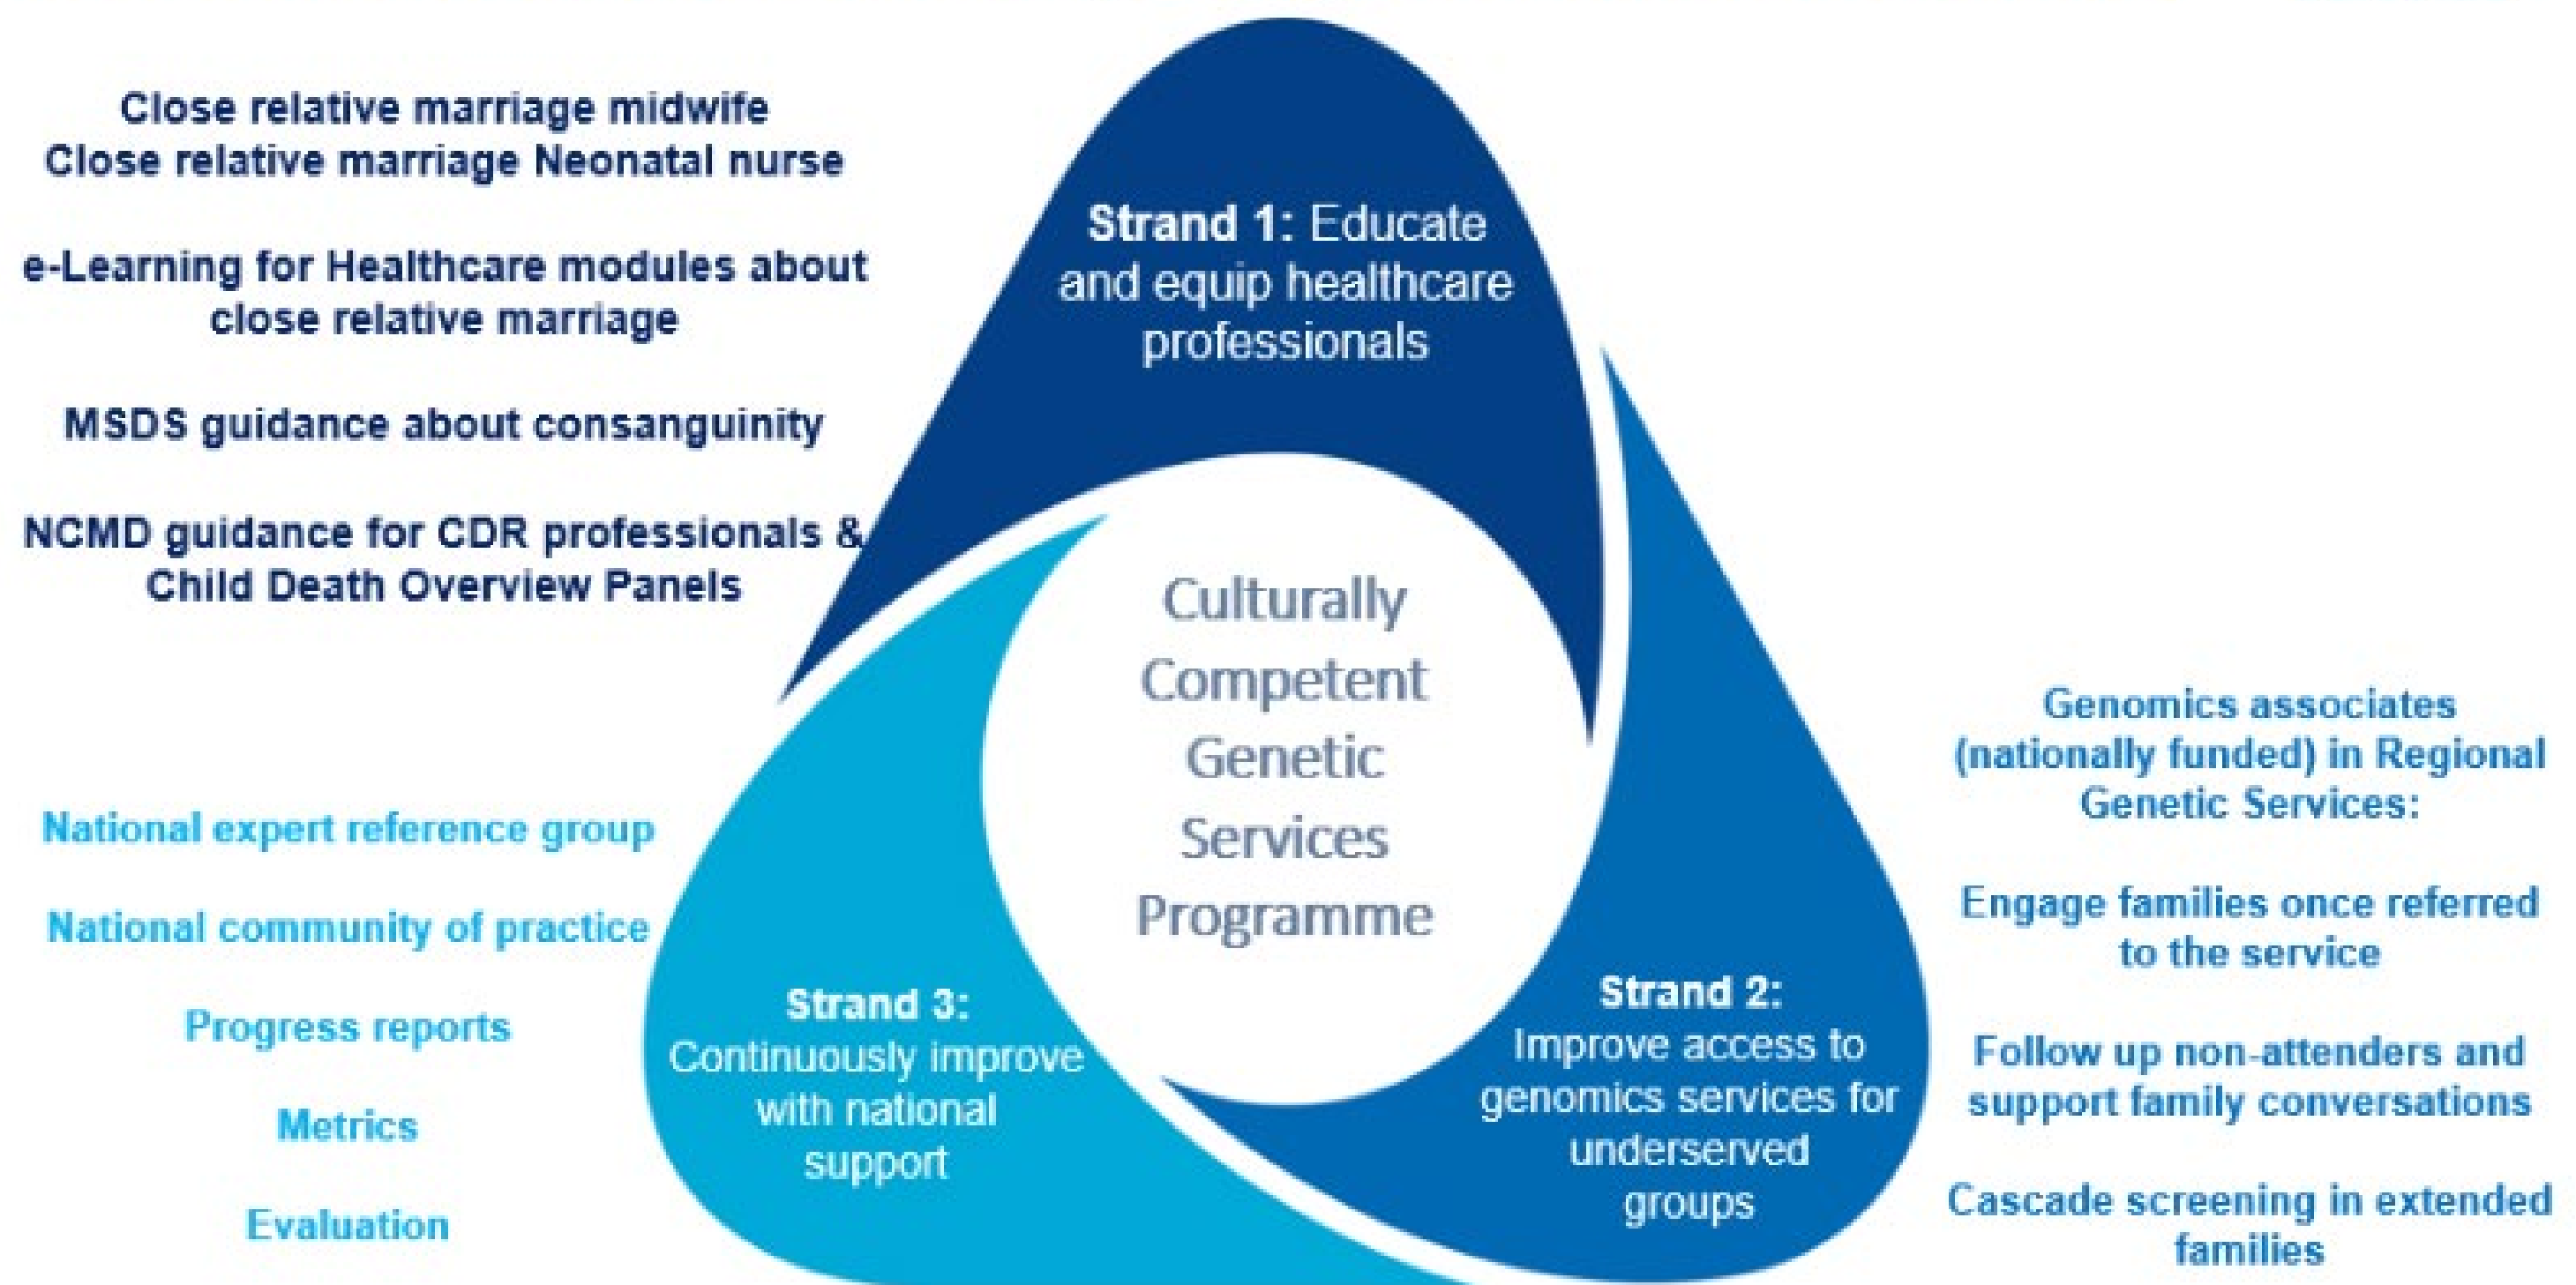 Close relative marriage midwife
Close relative marriage Neonatal nurse
e-Learning for Healthcare modules about
close relative marriage
MSDS guidance about consanguinity
NCMD guidance for CDR professionals &
Child Death Overview Panels
Strand 1: Educate
and equip healthcare
professionals
Culturally
Competent
Genetic
Services
Programme
National expert reference group
National community of practice
Progress reports
Metrics
Evaluation
Strand 3:
Continuously improve
with national
support
Strand 2:
Improve access to
genomics services for
underserved
groups
Genomics associates
(nationally funded) in Regional
Genetic Services:
Engage families once referred
to the service
Follow up non-attenders and
support family conversations
Cascade screening in extended
families